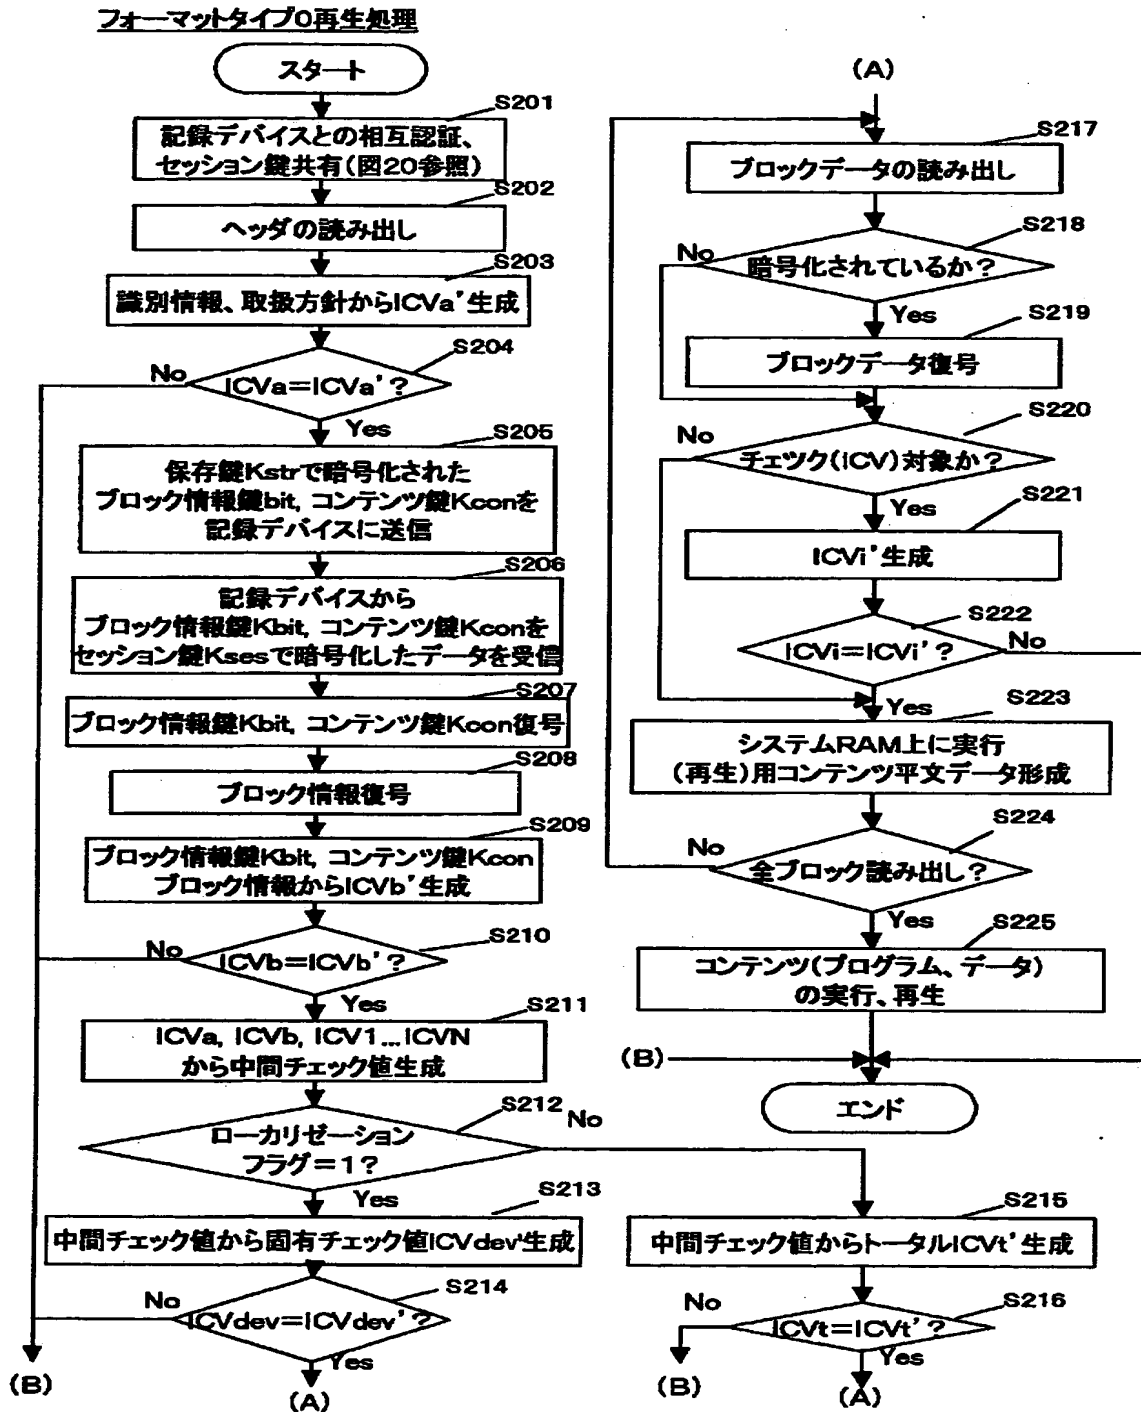 フォーマットタイプ0再生処理
スタート
S201
記録デバイスとの相互認証、
セッション鍵共有(図20参照)
S202
ヘッダの読み出し
S203
識別情報、取扱方針からICVa'生成
S204
ICVa=ICVa'?
No
Yes
S205
保存鍵Kstrで暗号化された
ブロック情報鍵bit, コンテンツ鍵Kconを
記録デバイスに送信
S206
記録デバイスから
ブロック情報鍵Kbit, コンテンツ鍵Kconを
セッション鍵Ksesで暗号化したデータを受信
S207
ブロック情報鍵Kbit, コンテンツ鍵Kcon復号
S208
ブロック情報復号
S209
ブロック情報鍵Kbit, コンテンツ鍵Kcon
ブロック情報からICVb'生成
S210
No
ICVb=ICVb'?
Yes
S211
ICVa, ICVb, ICV1...ICVN
から中間チェック値生成
S212
No
ローカリゼーション
フラグ=1?
Yes
S213
中間チェック値から固有チェック値ICVdev'生成
S214
No
ICVdev=ICVdev'?
Yes
(B)
(A)
(A)
S217
ブロックデータの読み出し
S218
No
暗号化されているか?
Yes
S219
ブロックデータ復号
S220
No
チェツク(ICV)対象か?
Yes
S221
ICVi'生成
S222
ICVi=ICVi'?
No
Yes
S223
システムRAM上に実行
(再生)用コンテンツ平文データ形成
S224
No
全ブロック読み出し?
Yes
S225
コンテンツ(プログラム、データ)
の実行、再生
(B)
エンド
S215
中間チェック値からトータルICVt'生成
S216
No
ICVt=ICVt'?
Yes
(B)
(A)